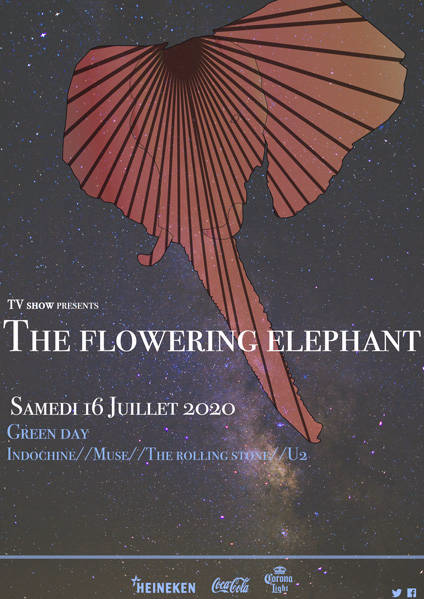 TV SHOW PRESENTS
THE FLOWERING ELEPHANT
SAMEDI 16 JUILLET 2020
GREEN DAY
INDOCHINE//MUSE//THE ROLLING STONE//U2
HEINEKEN Coca-Cola Corona Light